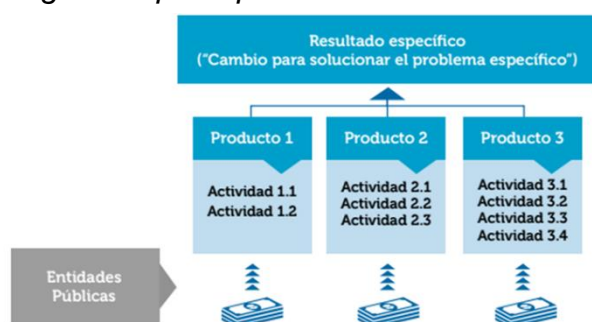 Resultado específico
("Cambio para solucionar el problema específico")
Producto 1
Producto 2
Producto 3
Actividad 1.1
Actividad 1.2
Actividad 2.1
Actividad 2.2
Actividad 2.3
Actividad 3.1
Actividad 3.2
Actividad 3.3
Actividad 3.4
Entidades
Públicas